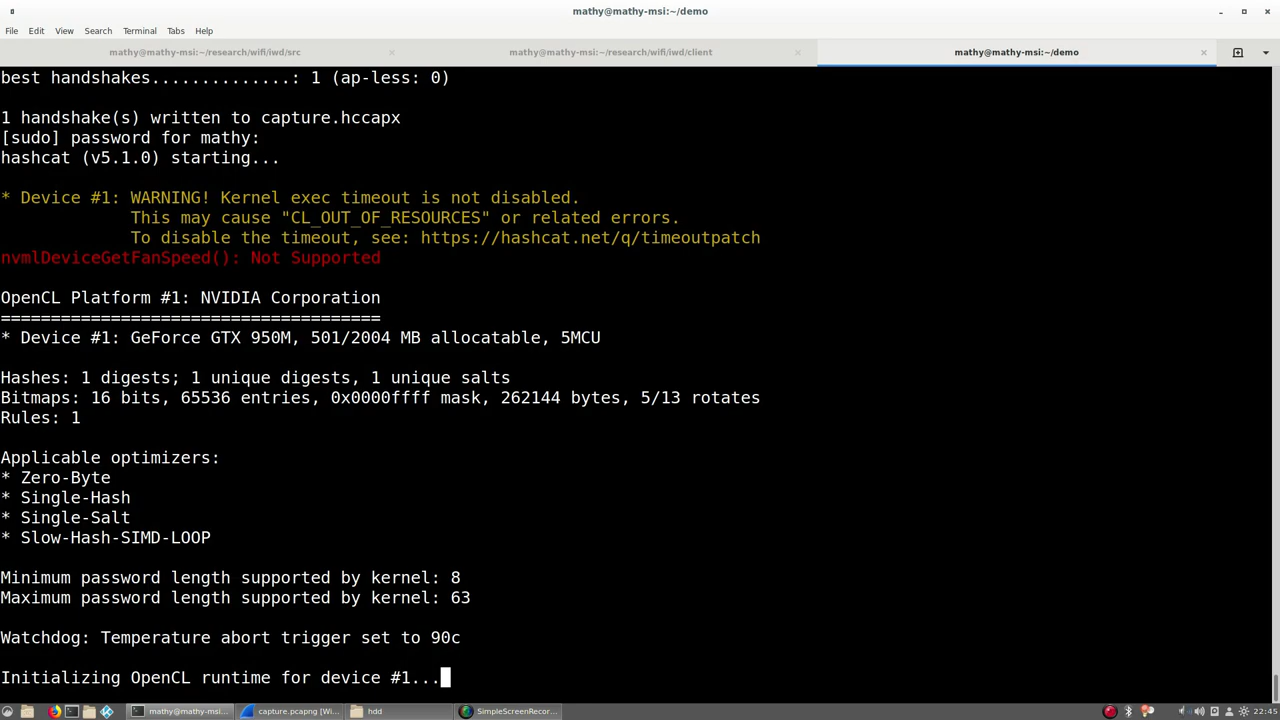 mathy@mathy-msi:~/demo
File Edit View Search Terminal Tabs Help
mathy@mathy-msi:~/research/wifi/iwd/src
mathy@mathy-msi:~/research/wifi/iwd/client
mathy@mathy-msi:~/demo
best handshakes..............: 1 (ap-less: 0)
1 handshake(s) written to capture.hccapx
[sudo] password for mathy:
hashcat (v5.1.0) starting...
* Device #1: WARNING! Kernel exec timeout is not disabled.
This may cause "CL_OUT_OF_RESOURCES" or related errors.
To disable the timeout, see: https://hashcat.net/q/timeoutpatch
nvmlDeviceGetFanSpeed(): Not Supported
OpenCL Platform #1: NVIDIA Corporation
======================================
* Device #1: GeForce GTX 950M, 501/2004 MB allocatable, 5MCU
Hashes: 1 digests; 1 unique digests, 1 unique salts
Bitmaps: 16 bits, 65536 entries, 0x0000ffff mask, 262144 bytes, 5/13 rotates
Rules: 1
Applicable optimizers:
* Zero-Byte
* Single-Hash
* Single-Salt
* Slow-Hash-SIMD-LOOP
Minimum password length supported by kernel: 8
Maximum password length supported by kernel: 63
Watchdog: Temperature abort trigger set to 90c
Initializing OpenCL runtime for device #1...
mathy@mathy-msi... capture.pcapng [Wi... hdd SimpleScreenRecor... 22:45